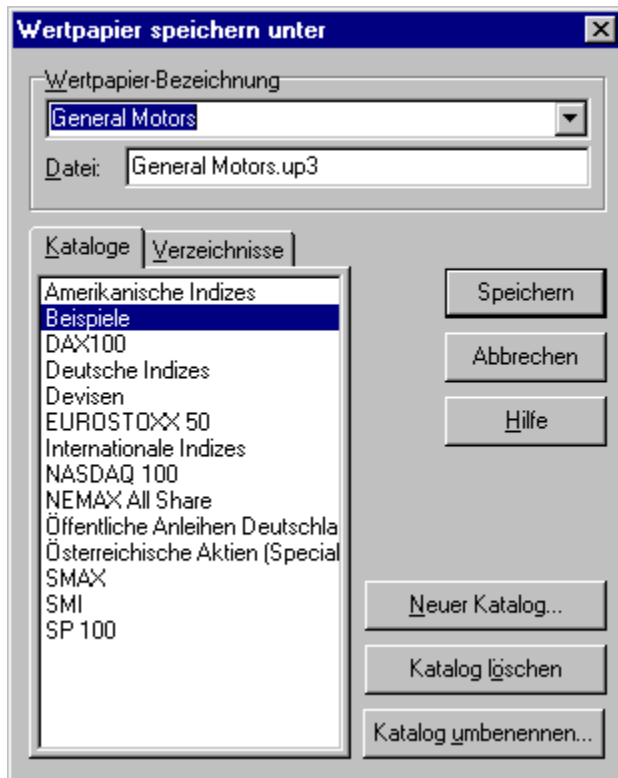 Wertpapier speichern unter
Wertpapier-Bezeichnung
General Motors
Datei: General Motors.up3
Kataloge Verzeichnisse
Amerikanische Indizes
Beispiele
DAX100
Deutsche Indizes
Devisen
EUROSTOXX 50
Internationale Indizes
NASDAQ 100
NEMAX All Share
Öffentliche Anleihen Deutschla
Österreichische Aktien (Special
SMAX
SMI
SP 100
Speichern
Abbrechen
Hilfe
Neuer Katalog...
Katalog löschen
Katalog umbenennen...